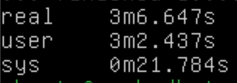 real 3m6.647s
user 3m2.437s
sys 0m21.784s